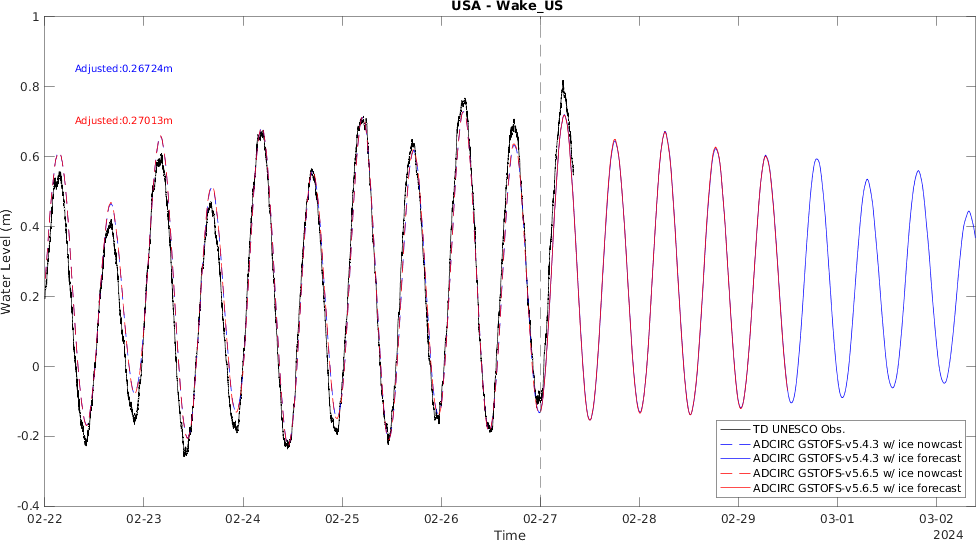 USA - Wake_US
1
0.8
0.6
0.4
0.2
0
-0.2
-0.4
Water Level (m)
Adjusted:0.26724m
Adjusted:0.27013m
TD UNESCO Obs.
ADCIRC GSTOFS-v5.4.3 w/ ice nowcast
ADCIRC GSTOFS-v5.4.3 w/ ice forecast
ADCIRC GSTOFS-v5.6.5 w/ ice nowcast
ADCIRC GSTOFS-v5.6.5 w/ ice forecast
02-22 02-23 02-24 02-25 02-26 02-27 02-28 02-29 03-01 03-02
Time
2024